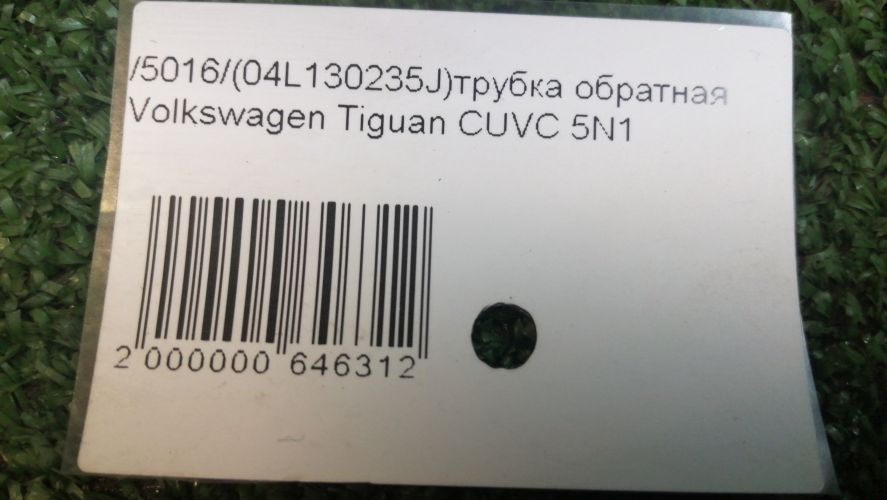 /5016/(04L130235J)трубка обратная
Volkswagen Tiguan CUVC 5N1
2 000000 646312